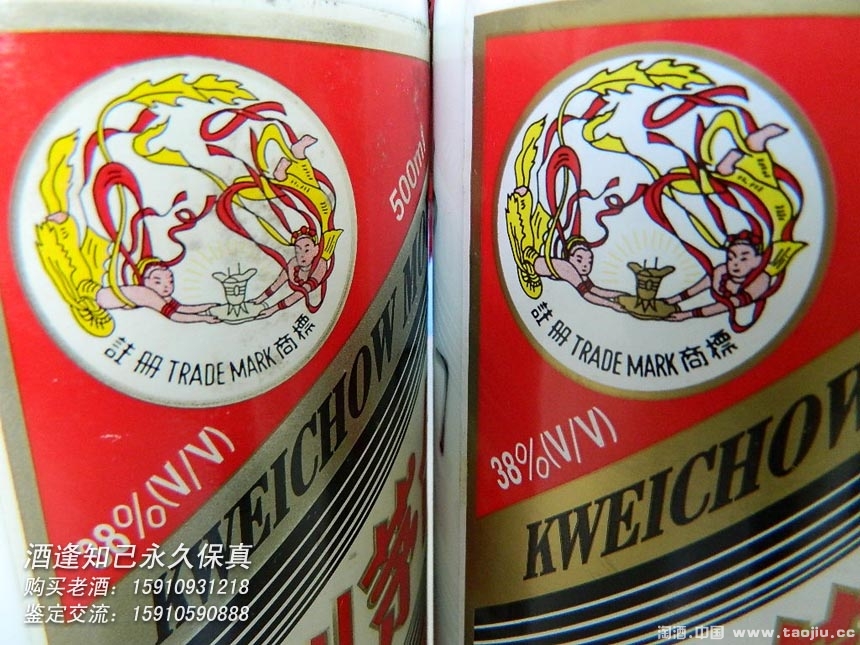 註册 TRADE MARK 商標
500ml
38%(V/V)
KWEICHOW M
註册 TRADE MARK 商標
38%(V/V)
KWEICHOW
酒逢知己永久保真
购买老酒：15910931218
鉴定交流：15910590888
淘酒.中国 www.taojiu.cc